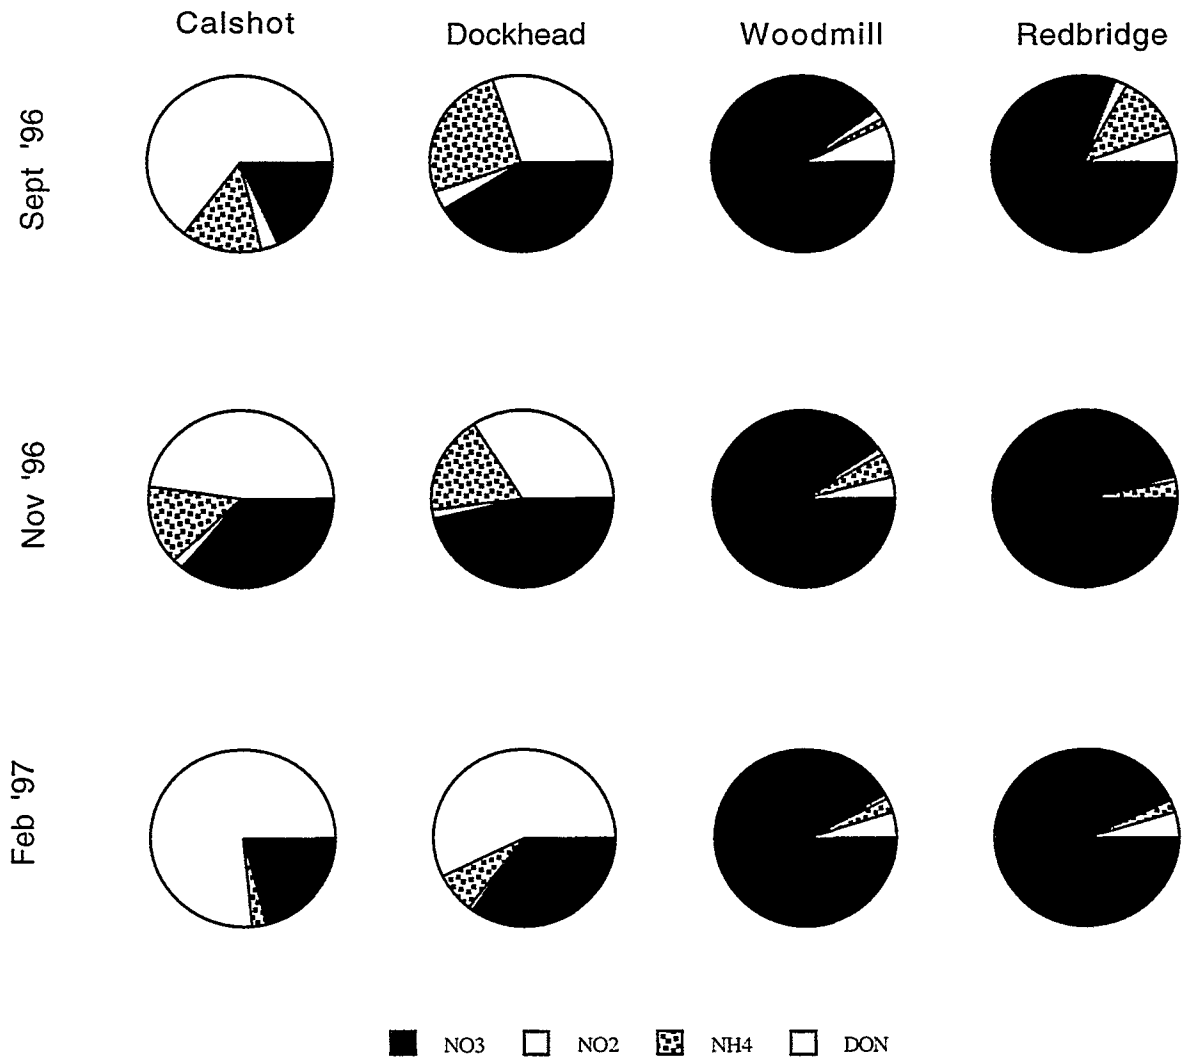 Calshot Dockhead Woodmill Redbridge
Sept '96
Nov '96
Feb '97
NO3 NO2 NH4 DON